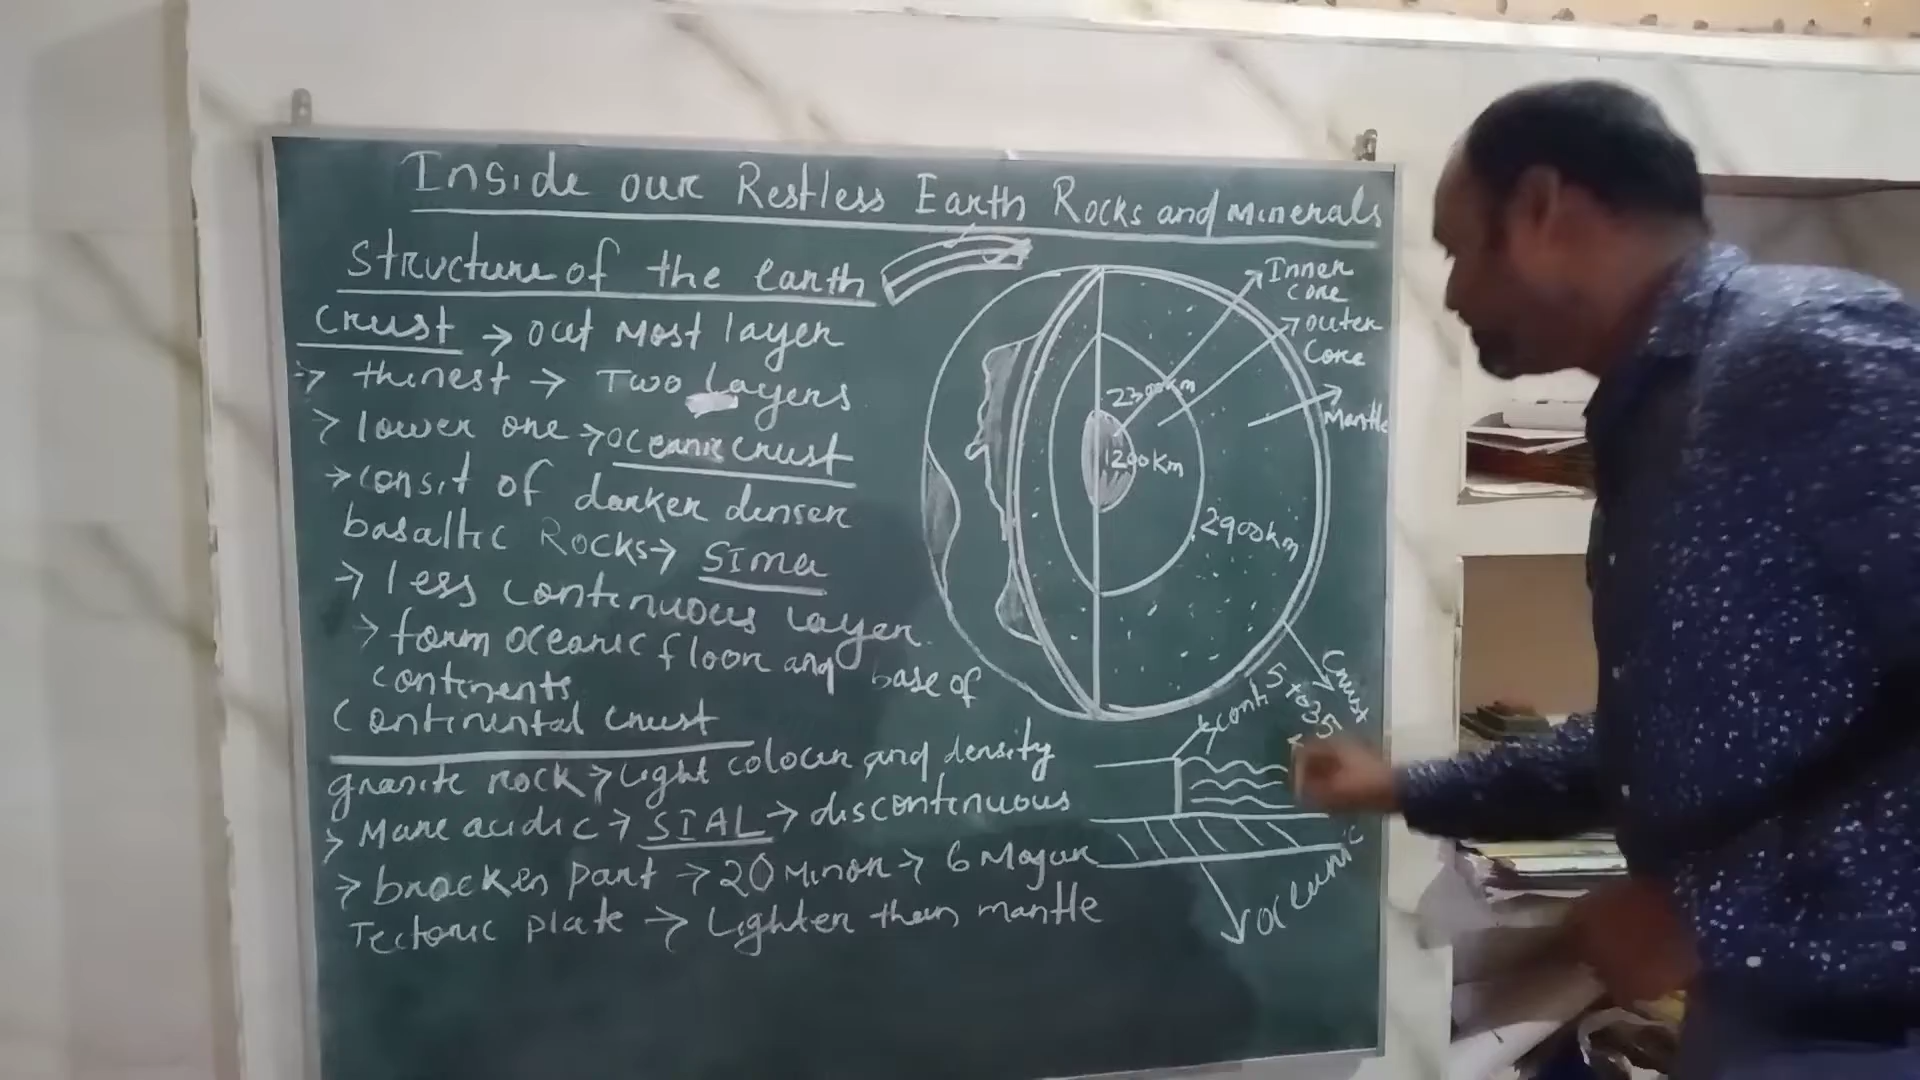 Inside our Restless Earth Rocks and Minerals
Structure of the earth
Crust → out Most layer
→ thinest → Two Layers
→ lower one → oceanic crust
→ consit of darker denser
basaltic Rocks → SIMa
→ less continuous layer
→ form oceanic floor and base of
continents
Continental crust
granite rock → light colour and density
→ More acidic → SIAL → discontinuous
→ brocken part → 20 Minor → 6 Mayor
Tectonic plate → Lighter than mantle
Inner
core
outer
core
Mantle
2300km
1200Km
2900km
Crust
5 to 35
cont
oceanic